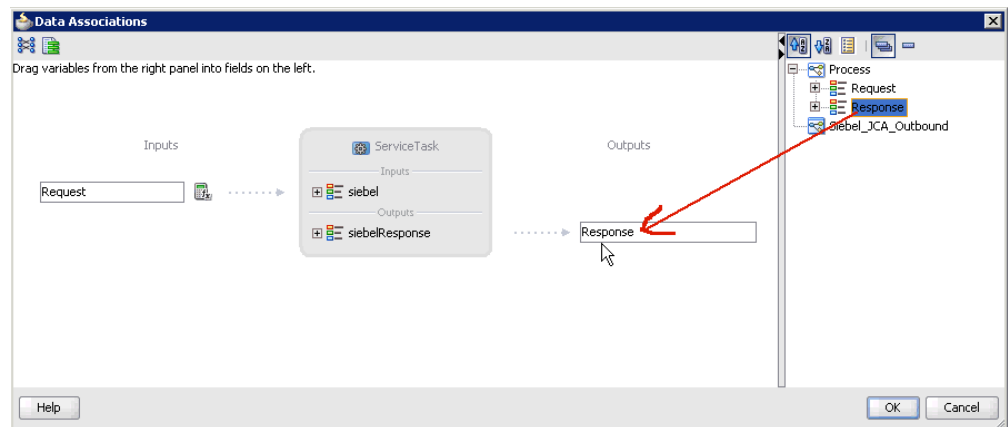 Data Associations
Drag variables from the right panel into fields on the left.
Process
Request
Response
Siebel_JCA_Outbound
Inputs
ServiceTask
Outputs
Inputs
Request
siebel
Outputs
siebelResponse
Response
Help
OK
Cancel